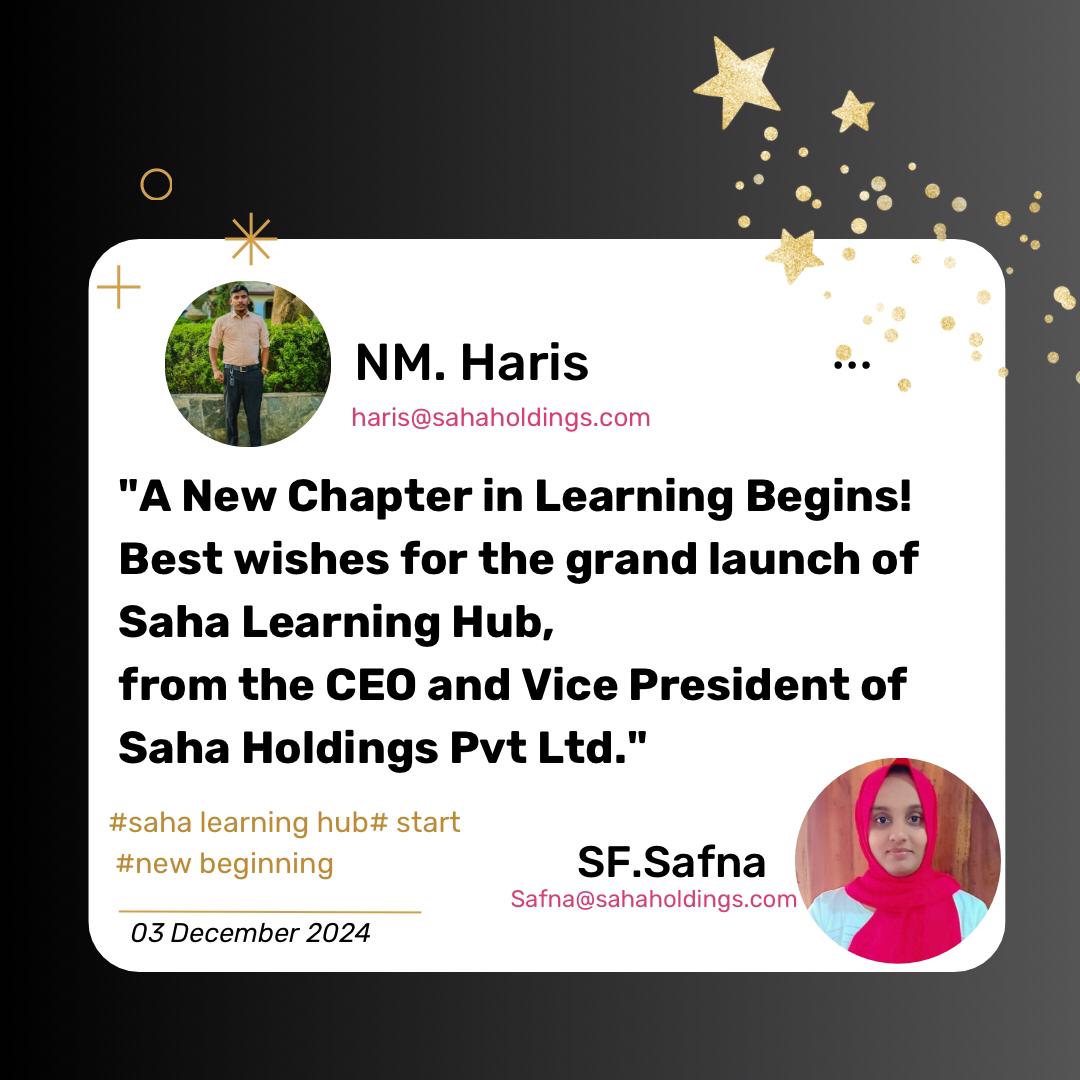 NM. Haris
...
haris@sahaholdings.com
"A New Chapter in Learning Begins!
Best wishes for the grand launch of
Saha Learning Hub,
from the CEO and Vice President of
Saha Holdings Pvt Ltd."
#saha learning hub# start
#new beginning
SF.Safna
Safna@sahaholdings.com
03 December 2024